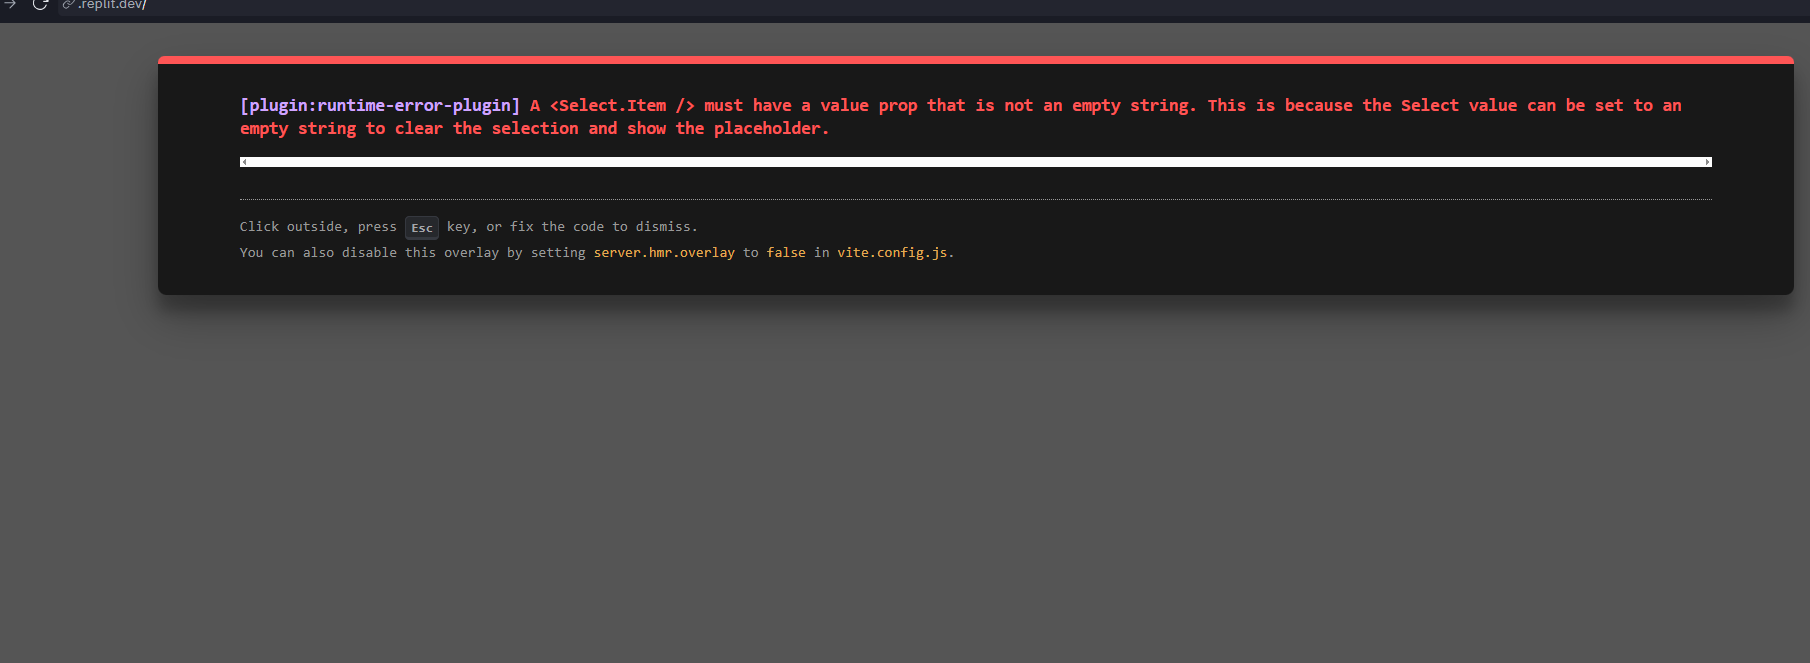 .replit.dev/
[plugin:runtime-error-plugin] A <Select.Item /> must have a value prop that is not an empty string. This is because the Select value can be set to an
empty string to clear the selection and show the placeholder.
Click outside, press Esc key, or fix the code to dismiss.
You can also disable this overlay by setting server.hmr.overlay to false in vite.config.js.